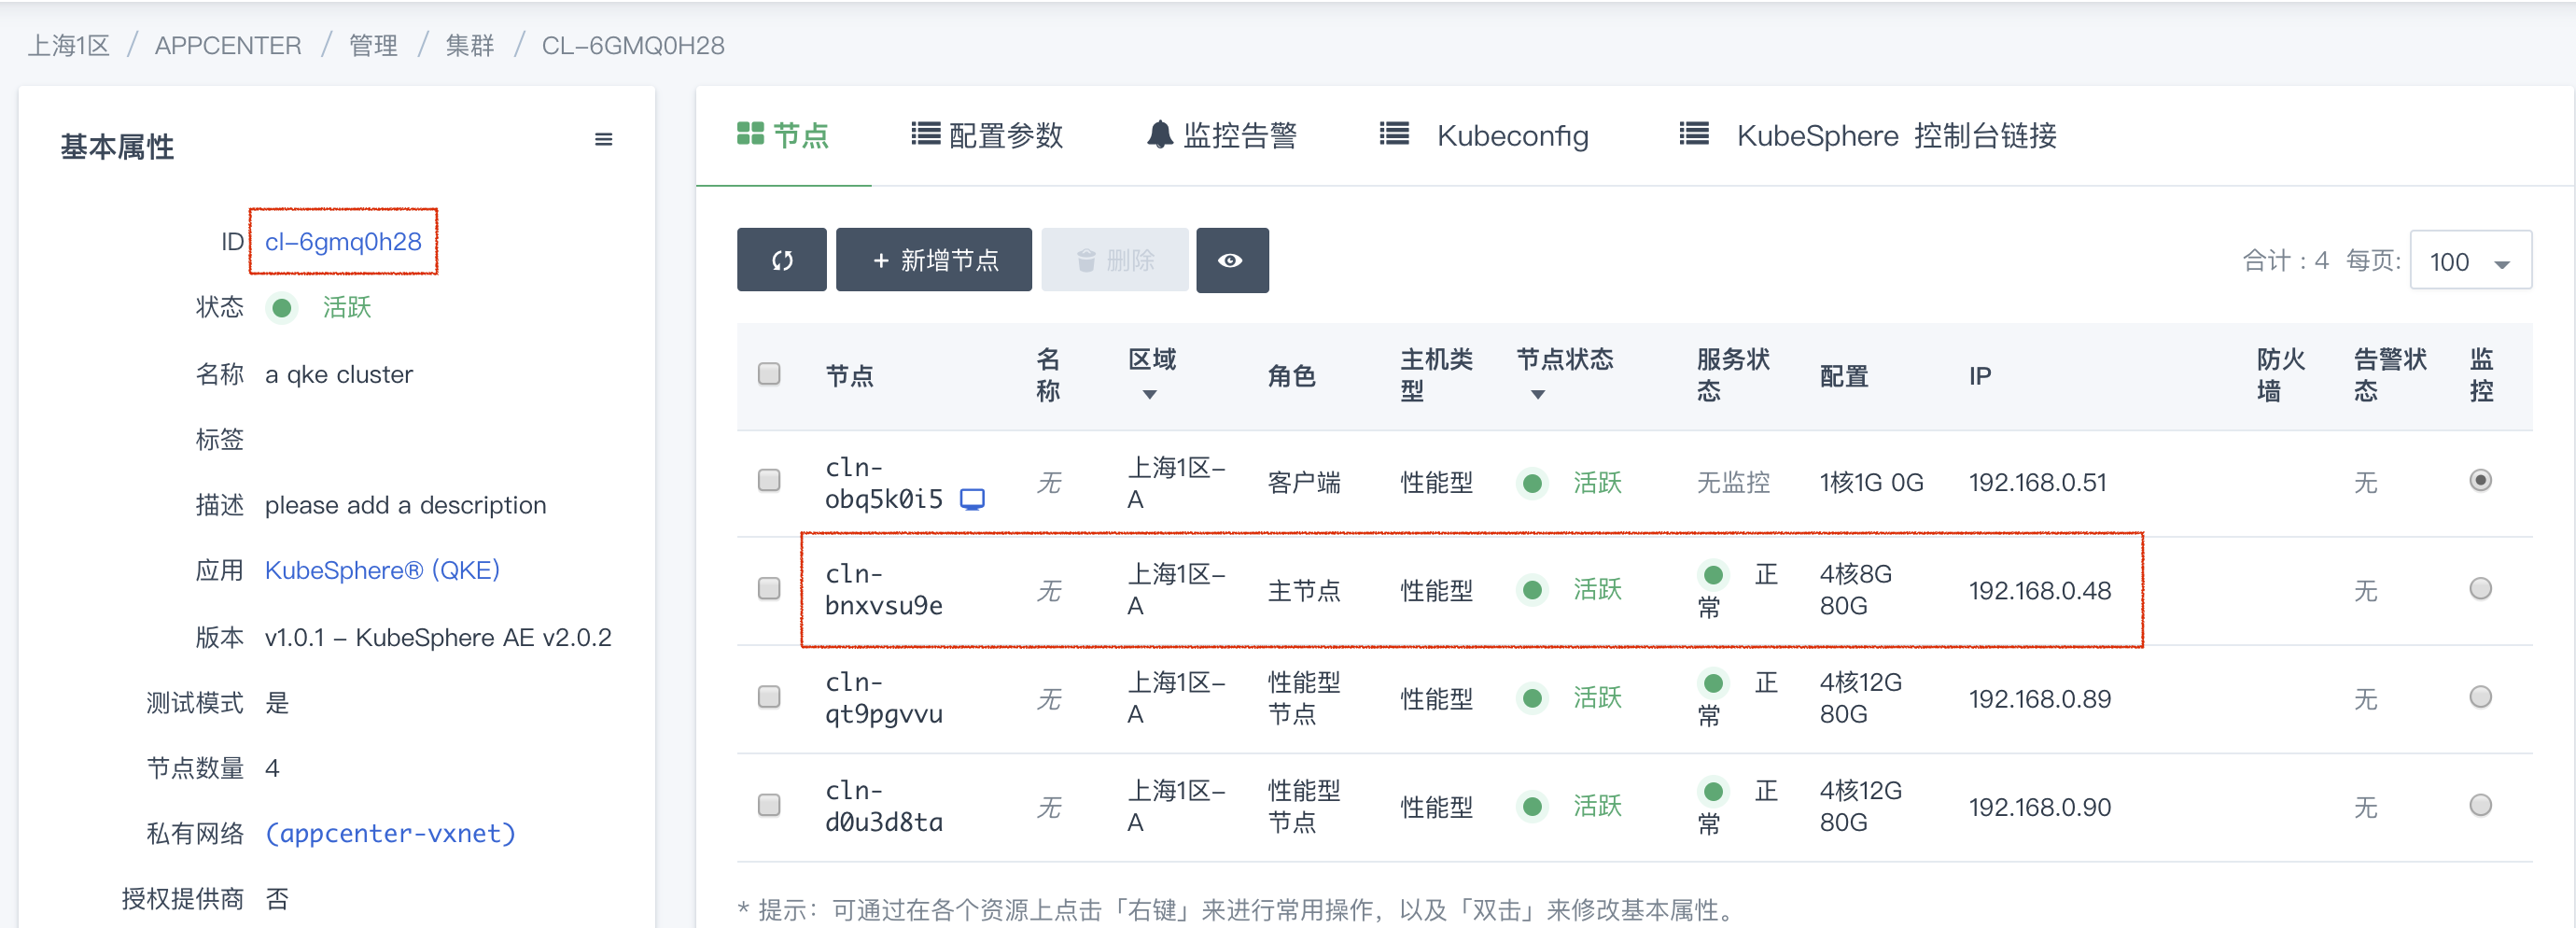 上海1区 / APPCENTER / 管理 / 集群 / CL-6GMQ0H28
基本属性
ID cl-6gmq0h28
状态 活跃
名称 a qke cluster
标签
描述 please add a description
应用 KubeSphere® (QKE)
版本 v1.0.1 – KubeSphere AE v2.0.2
测试模式 是
节点数量 4
私有网络 (appcenter-vxnet)
授权提供商 否
节点 配置参数 监控告警 Kubeconfig KubeSphere 控制台链接
+ 新增节点 删除 合计：4 每页: 100
节点 名称 区域 角色 主机类型 节点状态 服务状态 配置 IP 防火墙 告警状态 监控
cln-obq5k0i5 无 上海1区-A 客户端 性能型 活跃 无监控 1核1G 0G 192.168.0.51 无
cln-bnxvsu9e 无 上海1区-A 主节点 性能型 活跃 正常 4核8G 80G 192.168.0.48 无
cln-qt9pgvvu 无 上海1区-A 性能型节点 性能型 活跃 正常 4核12G 80G 192.168.0.89 无
cln-d0u3d8ta 无 上海1区-A 性能型节点 性能型 活跃 正常 4核12G 80G 192.168.0.90 无
* 提示：可通过在各个资源上点击「右键」来进行常用操作，以及「双击」来修改基本属性。